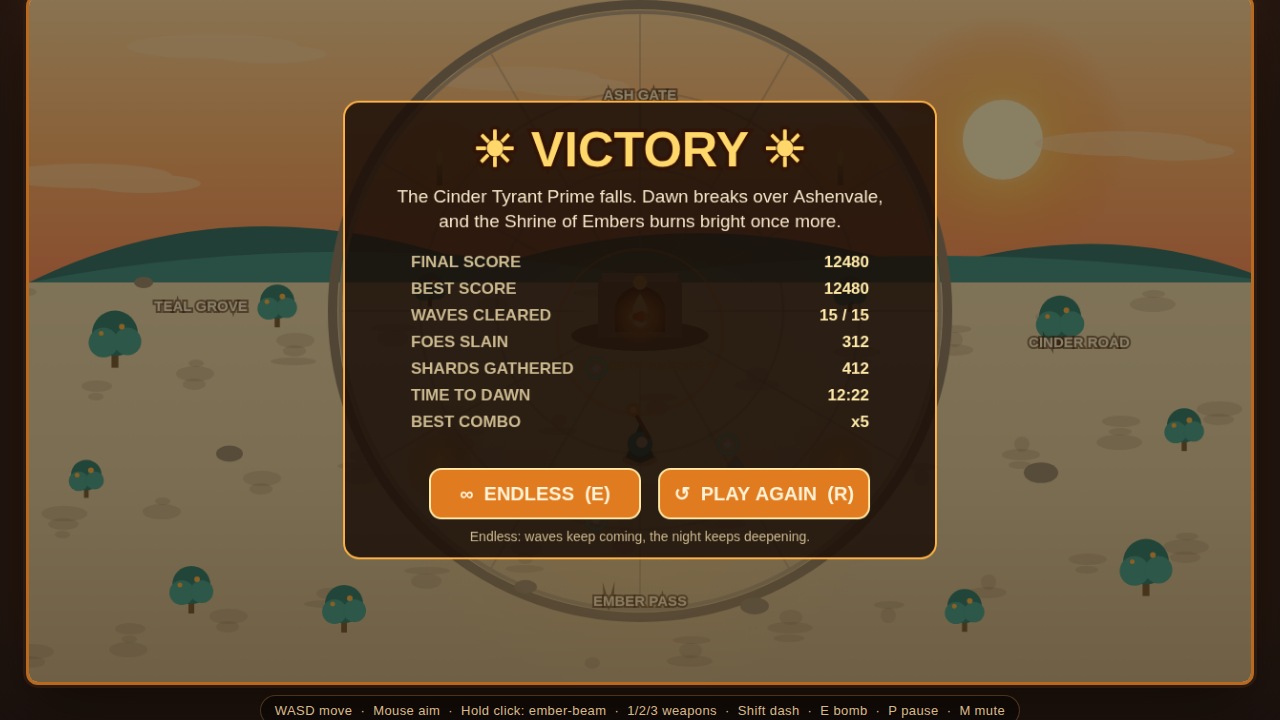 ASH GATE
☀ VICTORY ☀
The Cinder Tyrant Prime falls. Dawn breaks over Ashenvale,
and the Shrine of Embers burns bright once more.
FINAL SCORE 12480
BEST SCORE 12480
WAVES CLEARED 15 / 15
FOES SLAIN 312
SHARDS GATHERED 412
TIME TO DAWN 12:22
BEST COMBO x5
TEAL GROVE
CINDER ROAD
∞ ENDLESS (E) ↺ PLAY AGAIN (R)
Endless: waves keep coming, the night keeps deepening.
EMBER PASS
WASD move · Mouse aim · Hold click: ember-beam · 1/2/3 weapons · Shift dash · E bomb · P pause · M mute